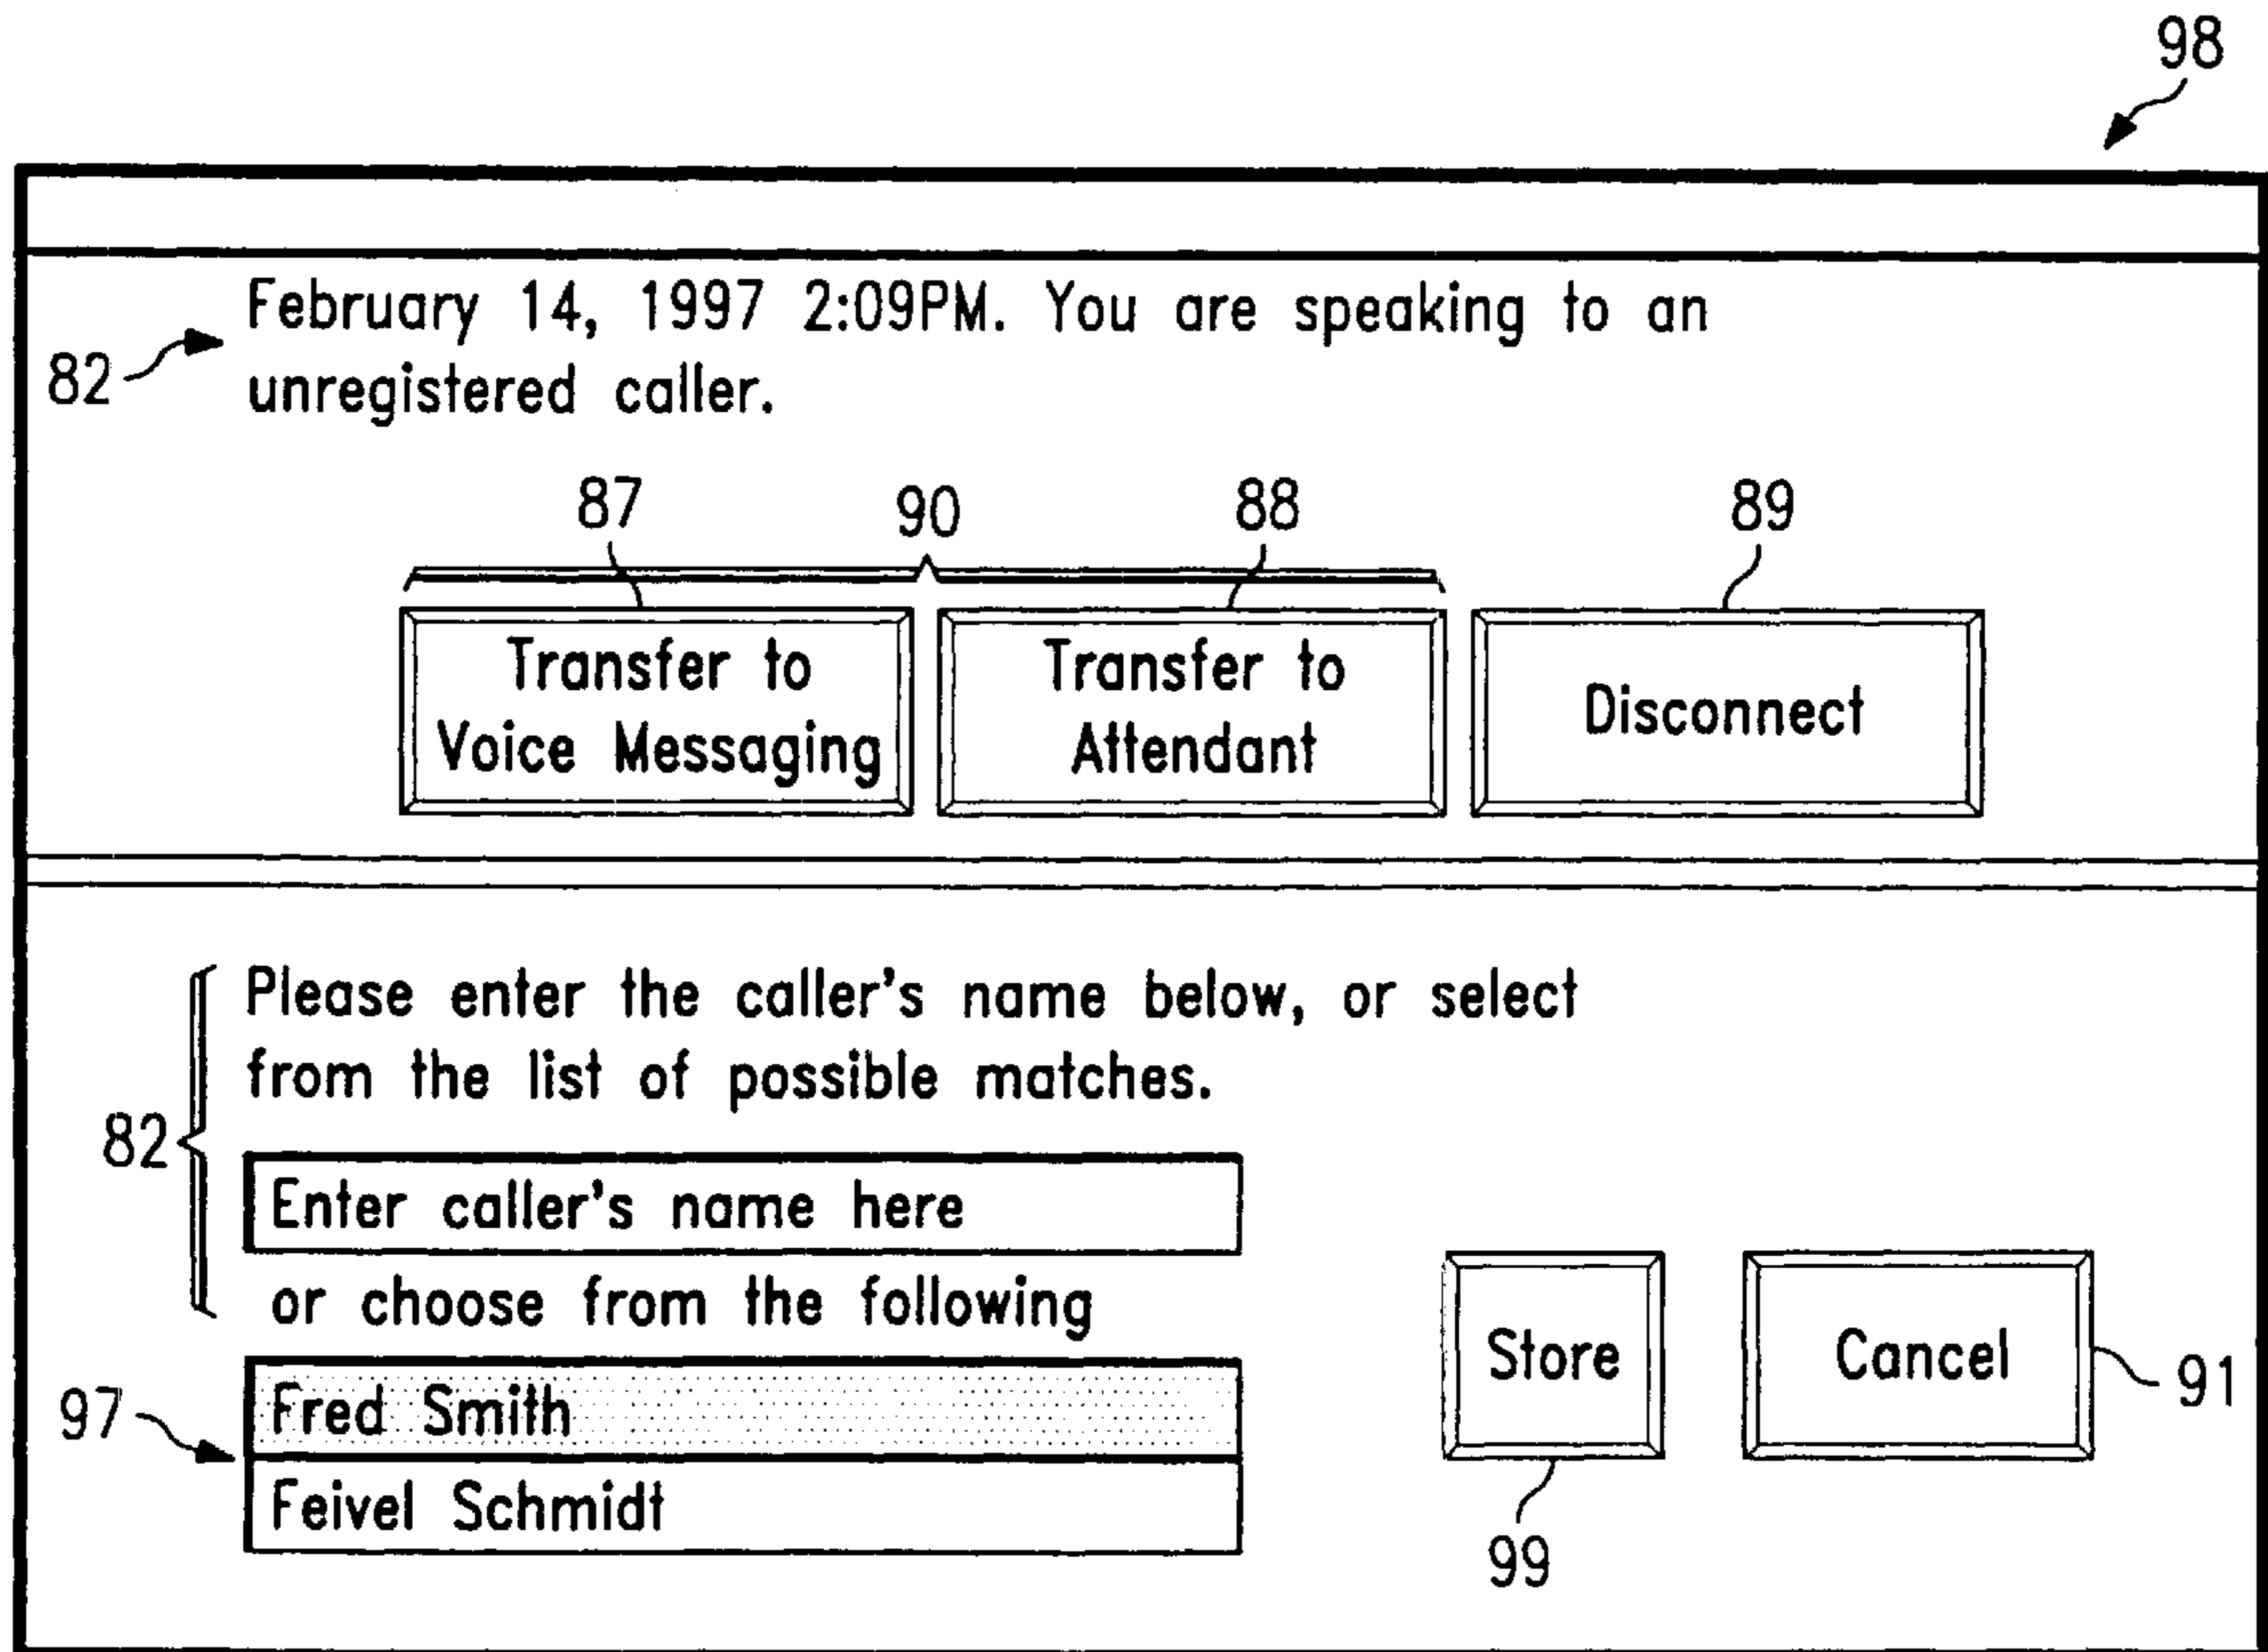 98
February 14, 1997 2:09PM. You are speaking to an
82
unregistered caller.
87
90
88
89
Transfer to
Voice Messaging
Transfer to
Attendant
Disconnect
Please enter the caller's name below, or select
from the list of possible matches.
82
Enter caller's name here
or choose from the following
Fred Smith
Feivel Schmidt
97
Store
Cancel
91
99